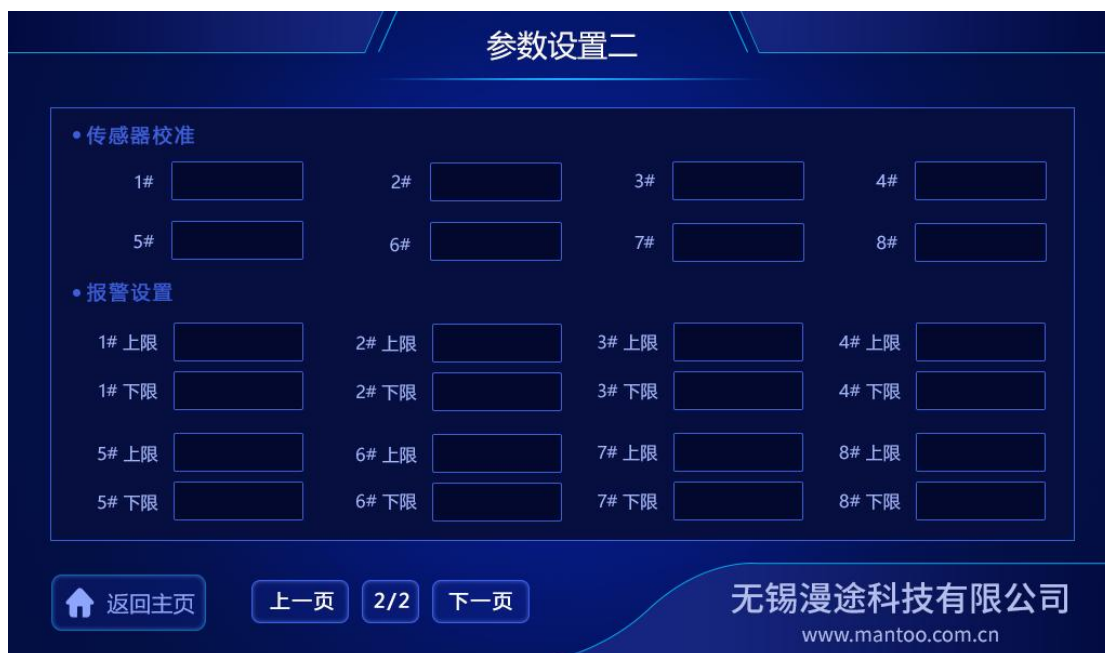 参数设置二
•传感器校准
1# 2# 3# 4#
5# 6# 7# 8#
•报警设置
1# 上限 2# 上限 3# 上限 4# 上限
1# 下限 2# 下限 3# 下限 4# 下限
5# 上限 6# 上限 7# 上限 8# 上限
5# 下限 6# 下限 7# 下限 8# 下限
返回主页 上一页 2/2 下一页 无锡漫途科技有限公司
www.mantoo.com.cn